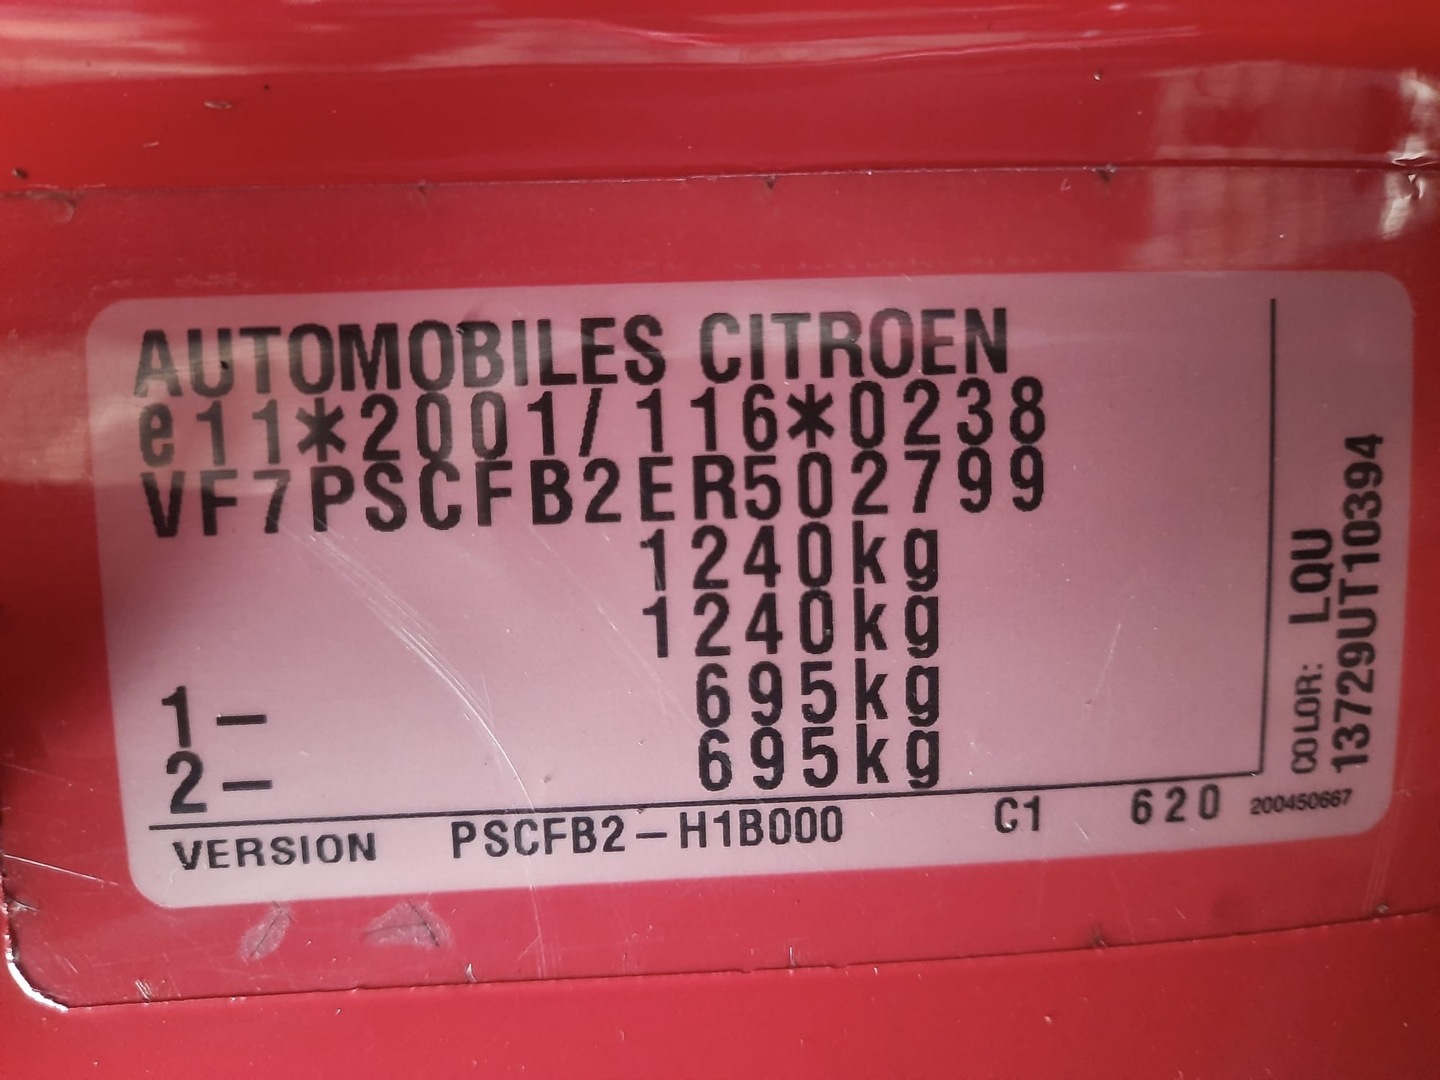 AUTOMOBILES CITROEN
e11*2001/116*0238
VF7PSCFB2ER502799
1240kg
1240kg
1- 695kg
2- 695kg
VERSION PSCFB2-H1B000 C1 620 200450667
COLOR: LQU
13729UT10394